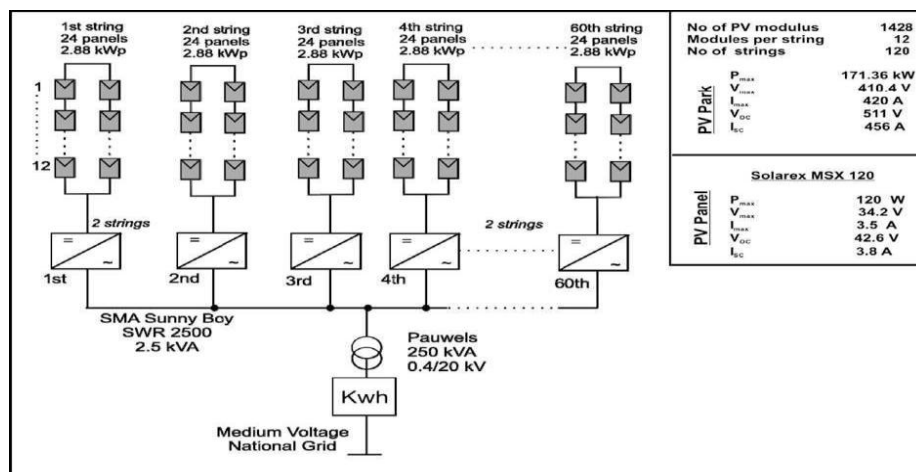 1st string
24 panels
2.88 kWp
2nd string
24 panels
2.88 kWp
3rd string
24 panels
2.88 kWp
4th string
24 panels
2.88 kWp
60th string
24 panels
2.88 kWp
1
12
2 strings
2 strings
=
~
1st
=
~
2nd
=
~
3rd
=
~
4th
=
~
60th
SMA Sunny Boy
SWR 2500
2.5 kVA
Pauwels
250 kVA
0.4/20 kV
Kwh
Medium Voltage
National Grid
No of PV modulus 1428
Modules per string 12
No of strings 120
PV Park
Pmax 171.36 kW
Vmax 410.4 V
Imax 420 A
VOC 511 V
ISC 456 A
Solarex MSX 120
PV Panel
Pmax 120 W
Vmax 34.2 V
Imax 3.5 A
VOC 42.6 V
ISC 3.8 A